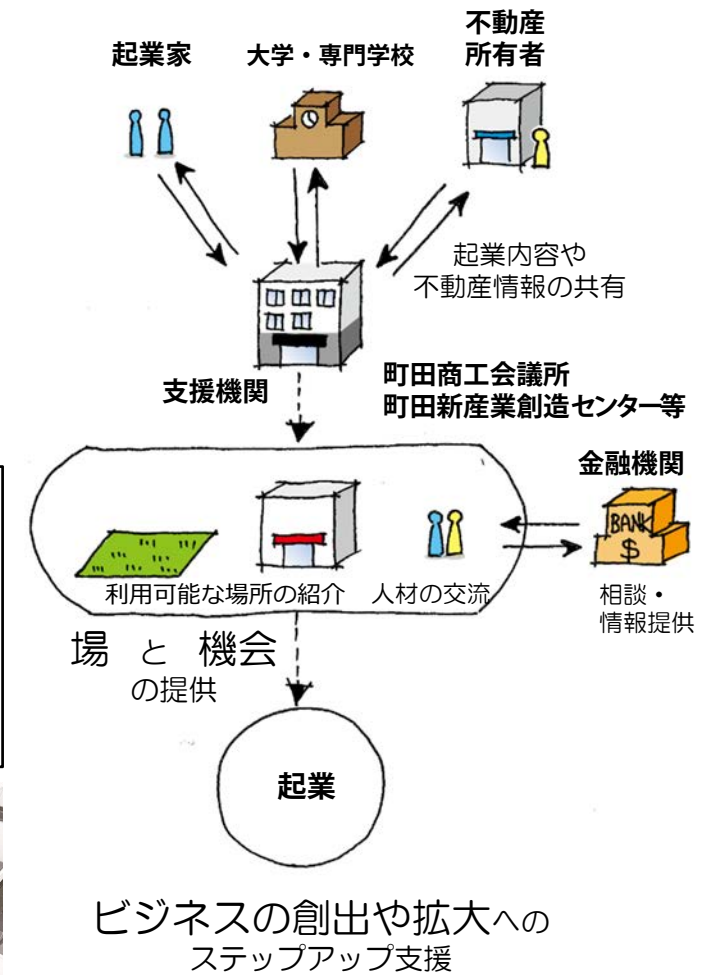 起業家
大学・専門学校
不動産
所有者
起業内容や
不動産情報の共有
支援機関
町田商工会議所
町田新産業創造センター等
金融機関
BANK
$
利用可能な場所の紹介
人材の交流
相談・
情報提供
場 と 機会
の提供
起業
ビジネスの創出や拡大への
ステップアップ支援